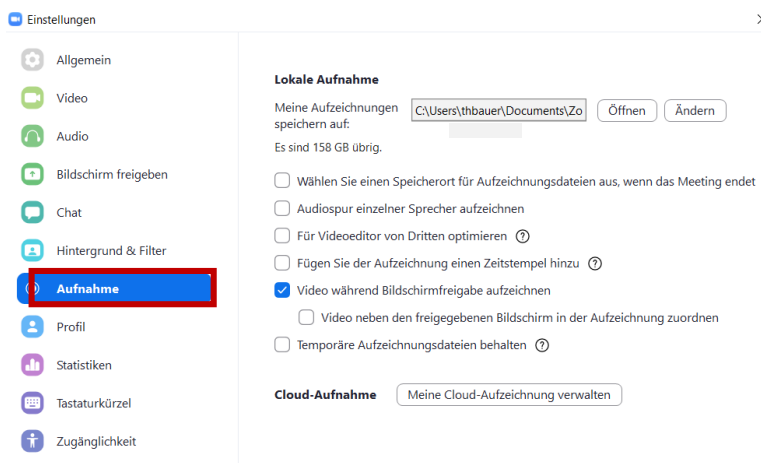 Einstellungen
Allgemein
Video
Audio
Bildschirm freigeben
Chat
Hintergrund & Filter
Aufnahme
Profil
Statistiken
Tastaturkürzel
Zugänglichkeit
Lokale Aufnahme
Meine Aufzeichnungen
speichern auf:
C:\Users\thbauer\Documents\Zo
Öffnen
Ändern
Es sind 158 GB übrig.
Wählen Sie einen Speicherort für Aufzeichnungsdateien aus, wenn das Meeting endet
Audiospur einzelner Sprecher aufzeichnen
Für Videoeditor von Dritten optimieren ?
Fügen Sie der Aufzeichnung einen Zeitstempel hinzu ?
Video während Bildschirmfreigabe aufzeichnen
Video neben den freigegebenen Bildschirm in der Aufzeichnung zuordnen
Temporäre Aufzeichnungsdateien behalten ?
Cloud-Aufnahme
Meine Cloud-Aufzeichnung verwalten